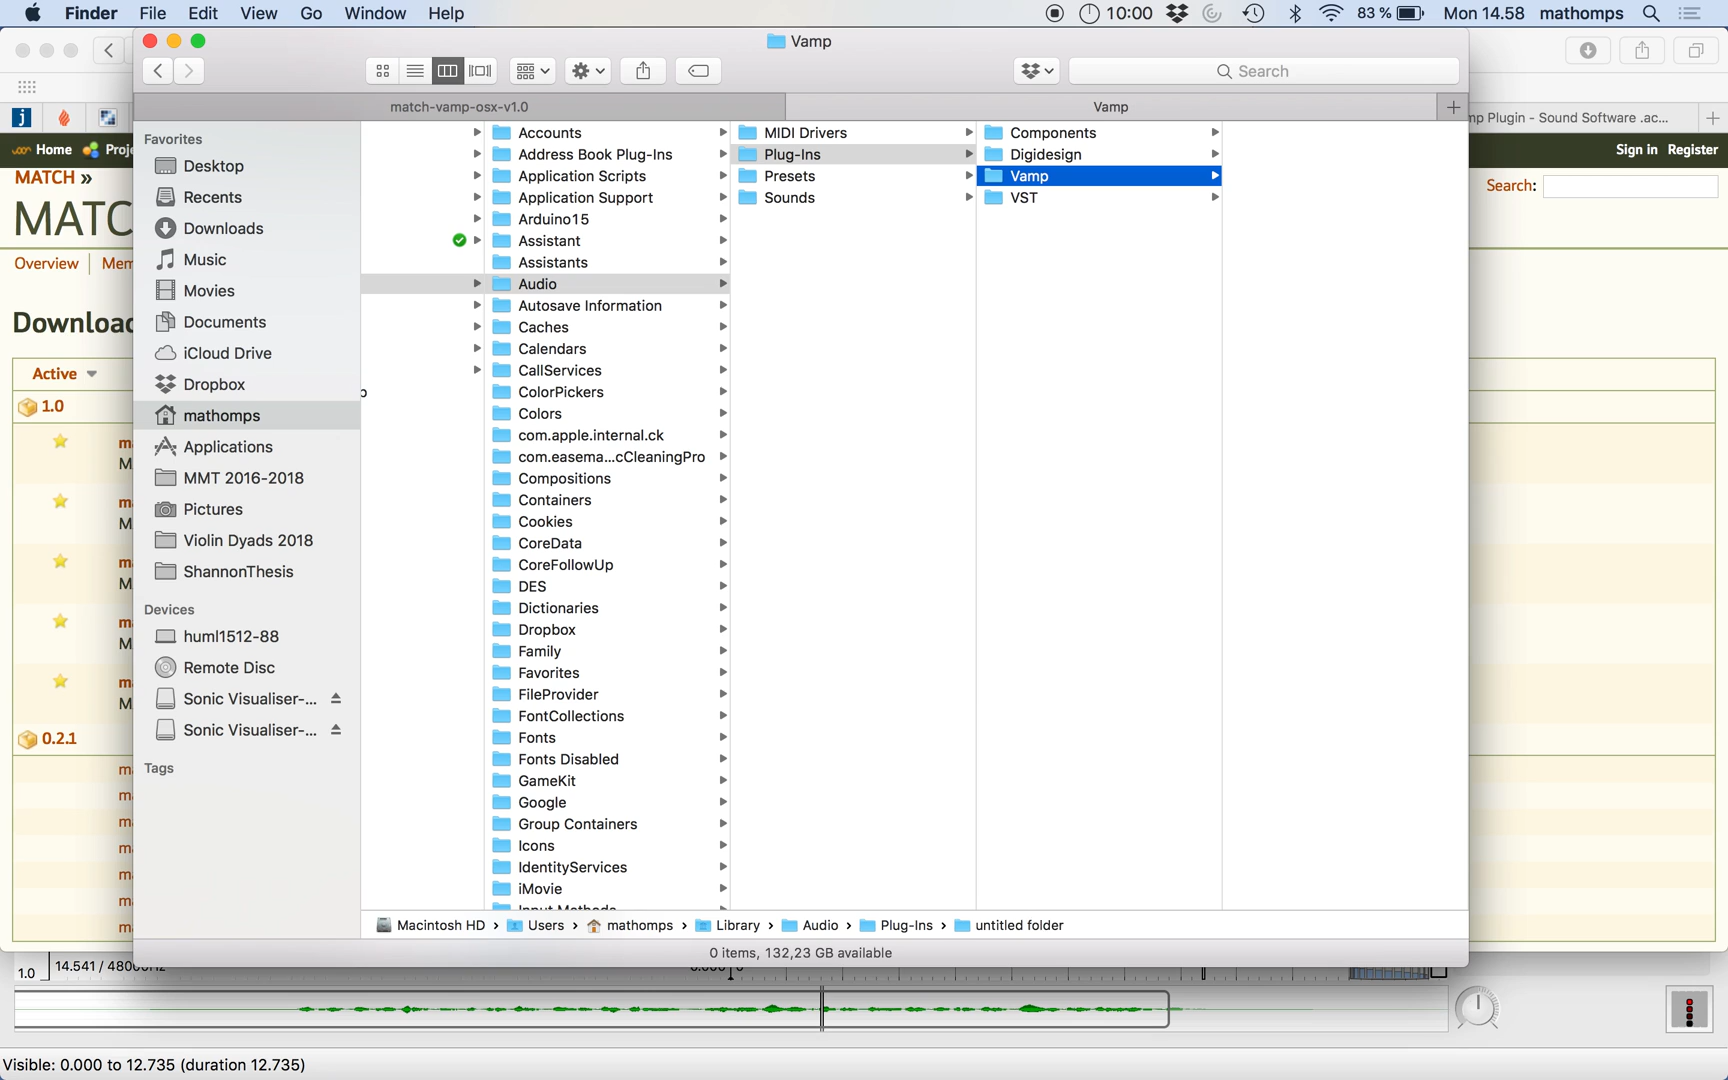 Finder File Edit View Go Window Help
10:00 83 % Mon 14.58 mathomps
Vamp
Search
match-vamp-osx-v1.0
Vamp
mp Plugin - Sound Software .ac...
Home
Proje
Sign in Register
MATCH »
Search:
MATC
Overview
Mem
Downloac
Active
1.0
0.2.1
Favorites
Desktop
Recents
Downloads
Music
Movies
Documents
iCloud Drive
Dropbox
mathomps
Applications
MMT 2016-2018
Pictures
Violin Dyads 2018
ShannonThesis
Devices
huml1512-88
Remote Disc
Sonic Visualiser-...
Sonic Visualiser-...
Tags
Accounts
Address Book Plug-Ins
Application Scripts
Application Support
Arduino15
Assistant
Assistants
Audio
Autosave Information
Caches
Calendars
CallServices
ColorPickers
Colors
com.apple.internal.ck
com.easema...cCleaningPro
Compositions
Containers
Cookies
CoreData
CoreFollowUp
DES
Dictionaries
Dropbox
Family
Favorites
FileProvider
FontCollections
Fonts
Fonts Disabled
GameKit
Google
Group Containers
Icons
IdentityServices
iMovie
Input Methods
MIDI Drivers
Plug-Ins
Presets
Sounds
Components
Digidesign
Vamp
VST
Macintosh HD › Users › mathomps › Library › Audio › Plug-Ins › untitled folder
0 items, 132,23 GB available
1.0
14.541 / 48000Hz
Visible: 0.000 to 12.735 (duration 12.735)